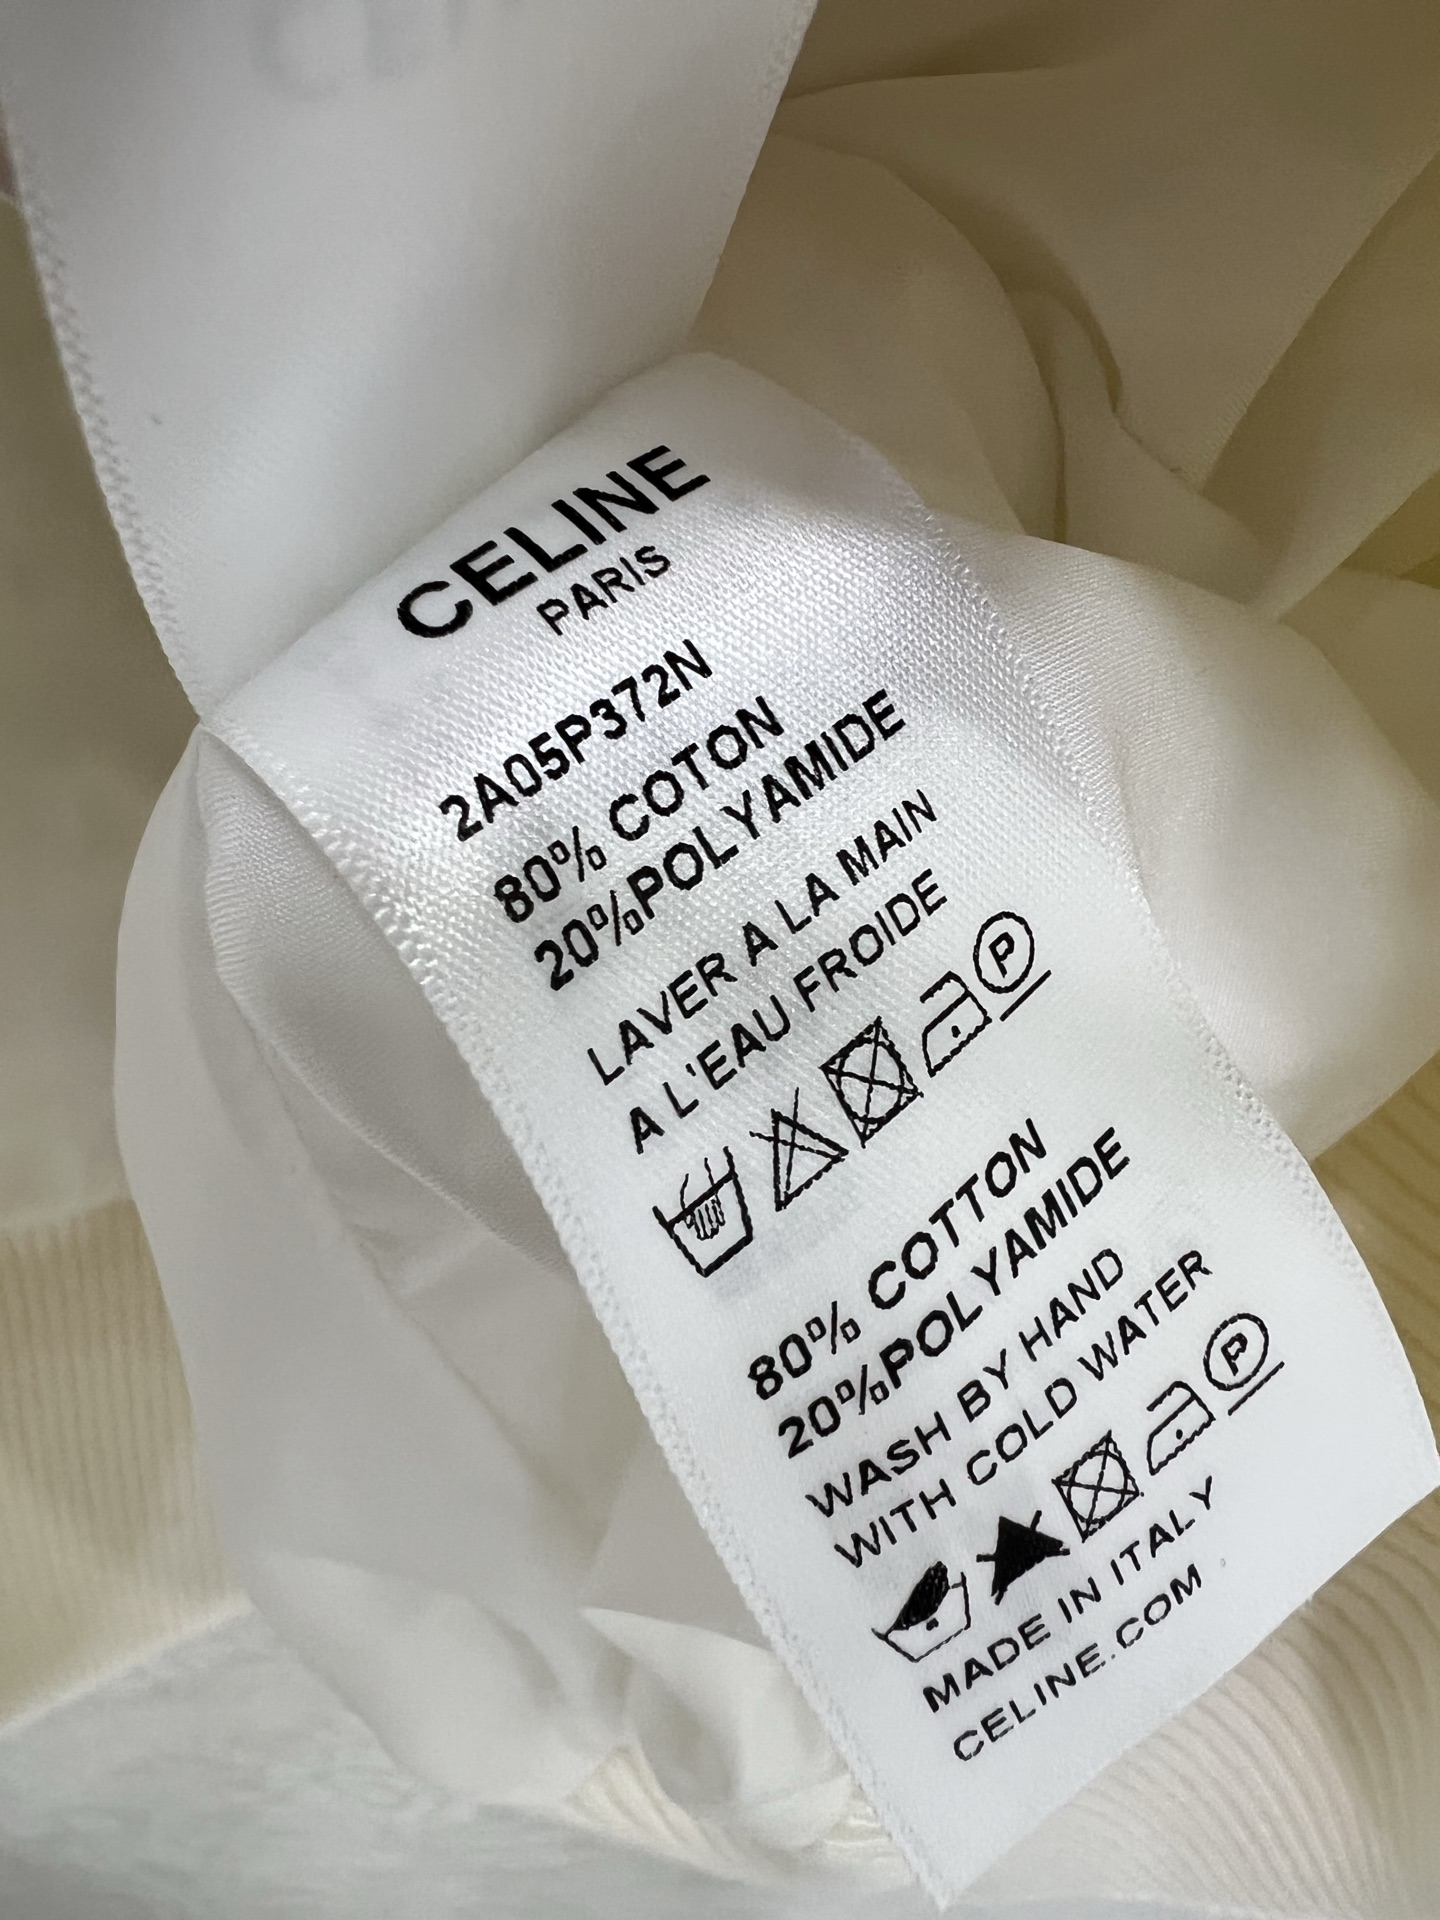 CELINE
PARIS
2A05P372N
80% COTON
20%POLYAMIDE
LAVER A LA MAIN
A L'EAU FROIDE
P
80% COTTON
20%POLYAMIDE
WASH BY HAND
WITH COLD WATER
P
MADE IN ITALY
CELINE.COM